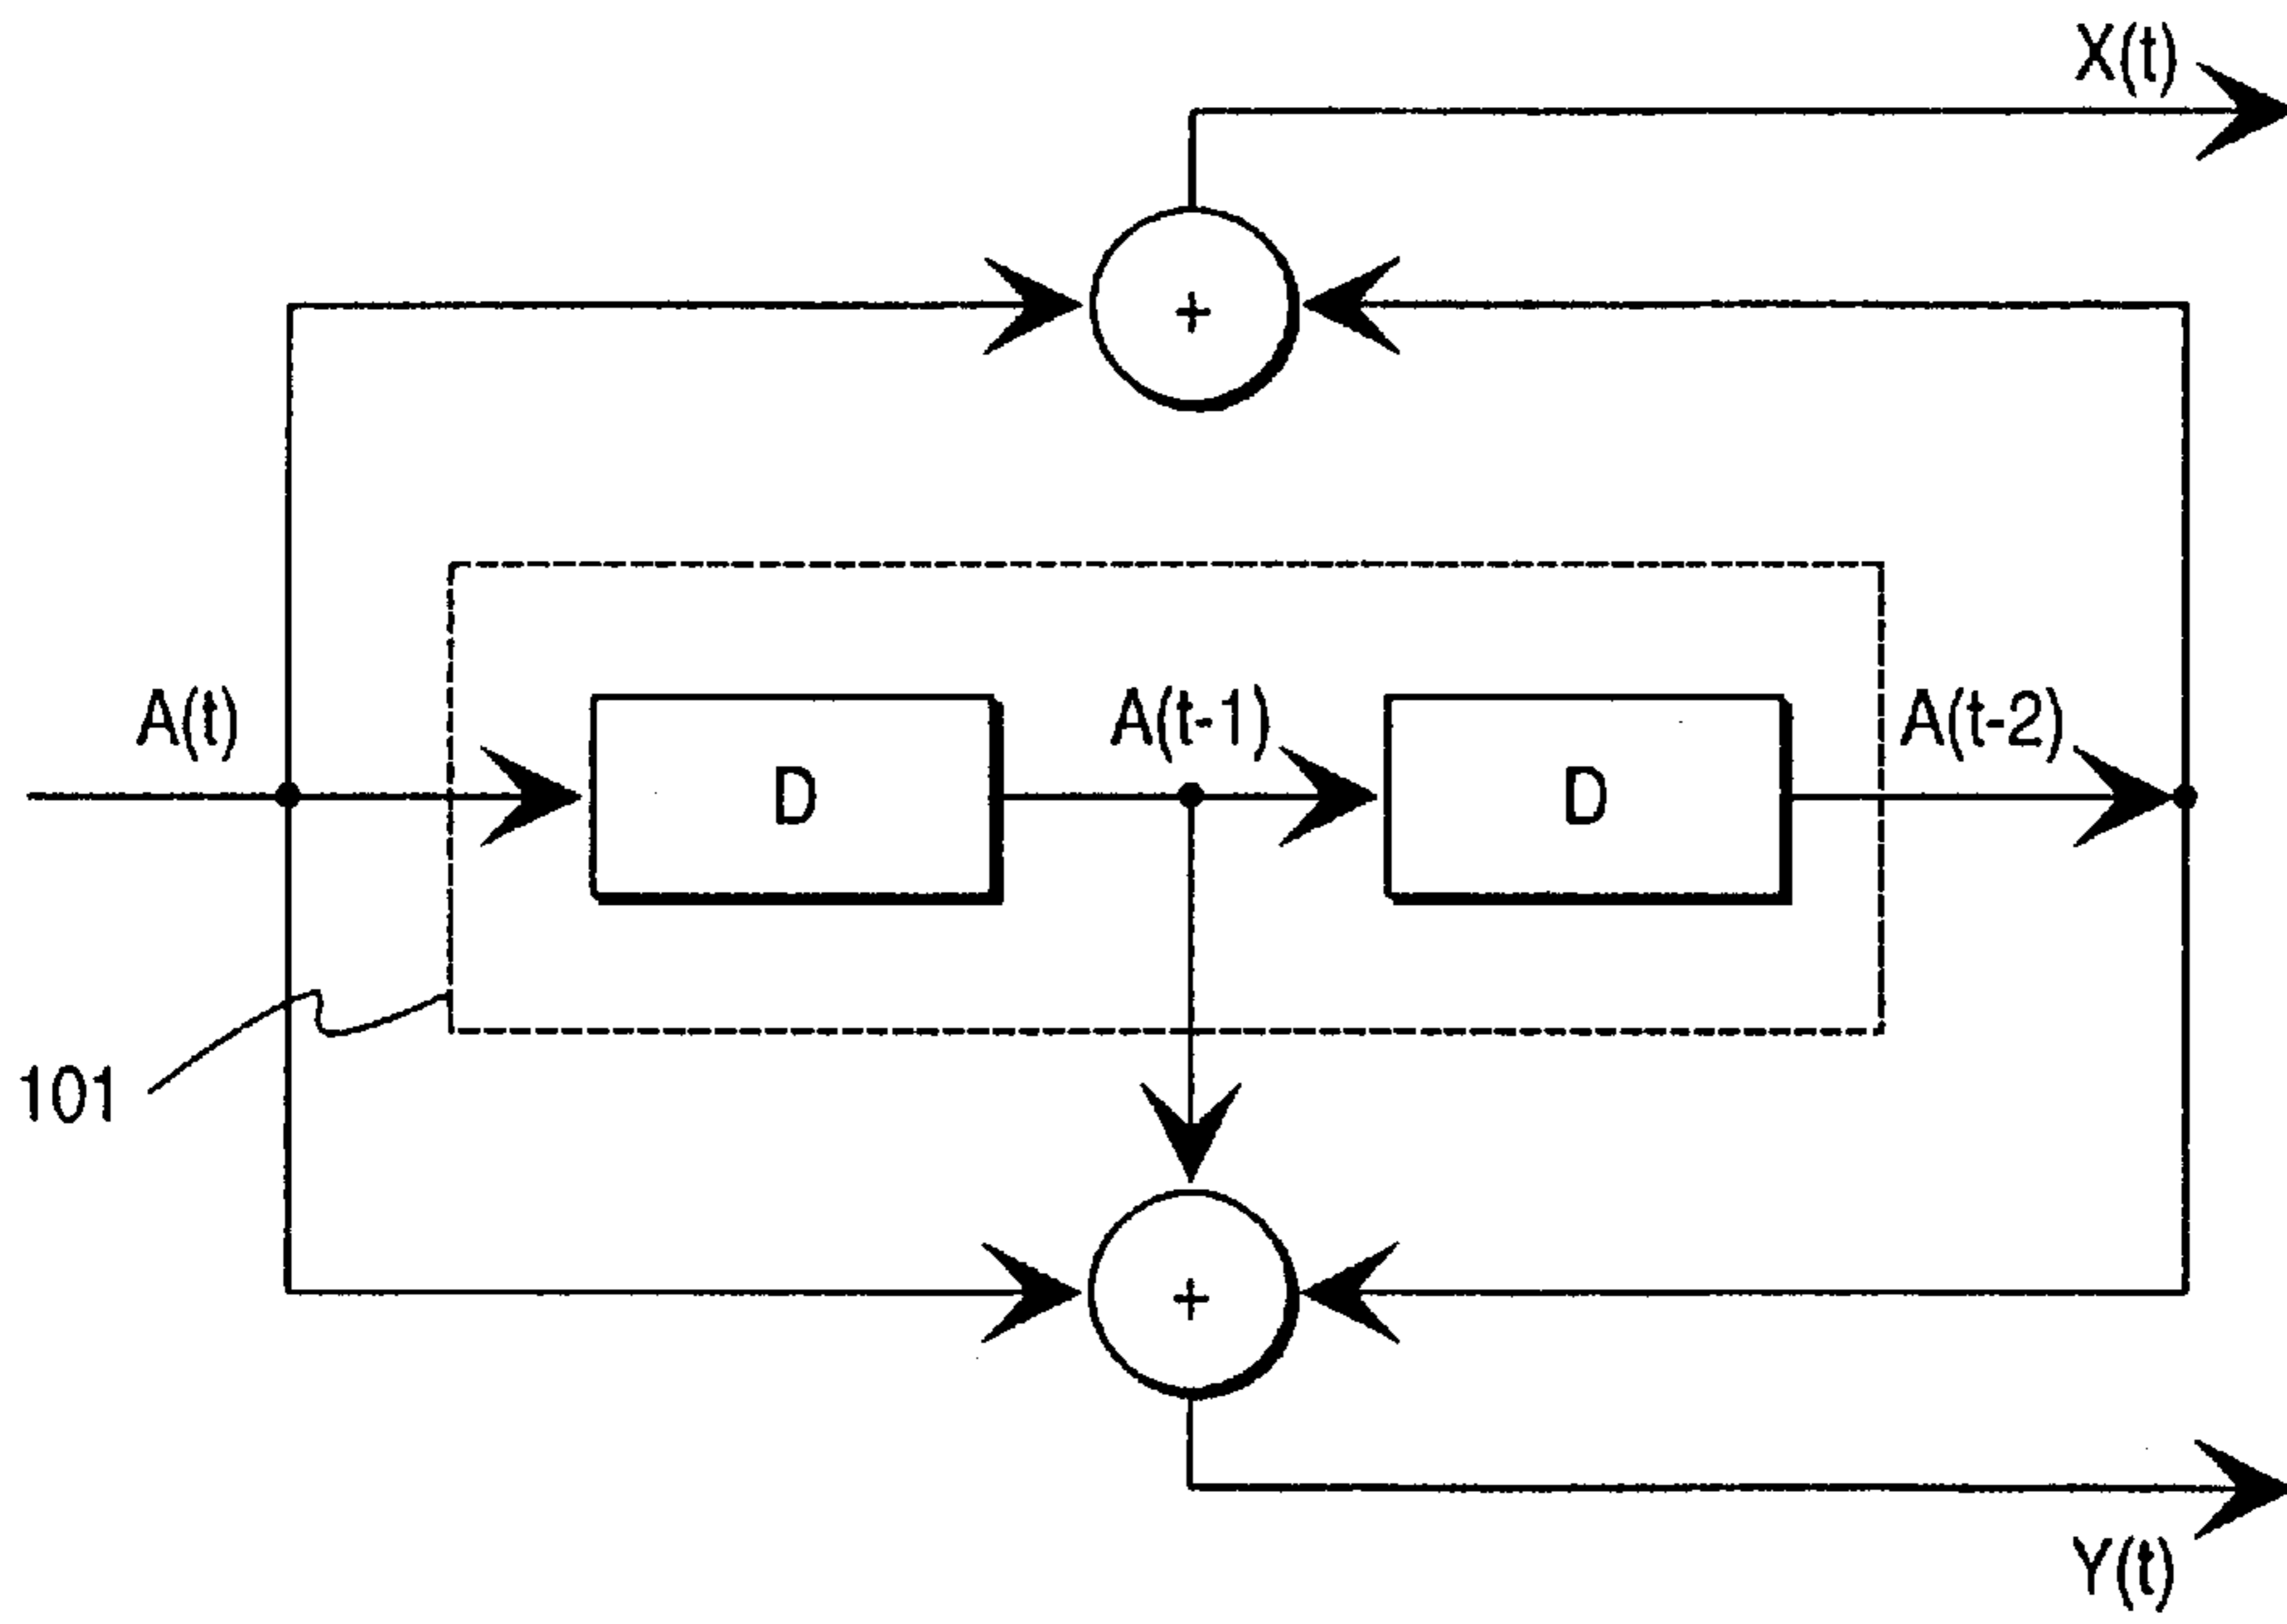 X(t)
+
A(t)
D
A(t-1)
D
A(t-2)
101
+
Y(t)